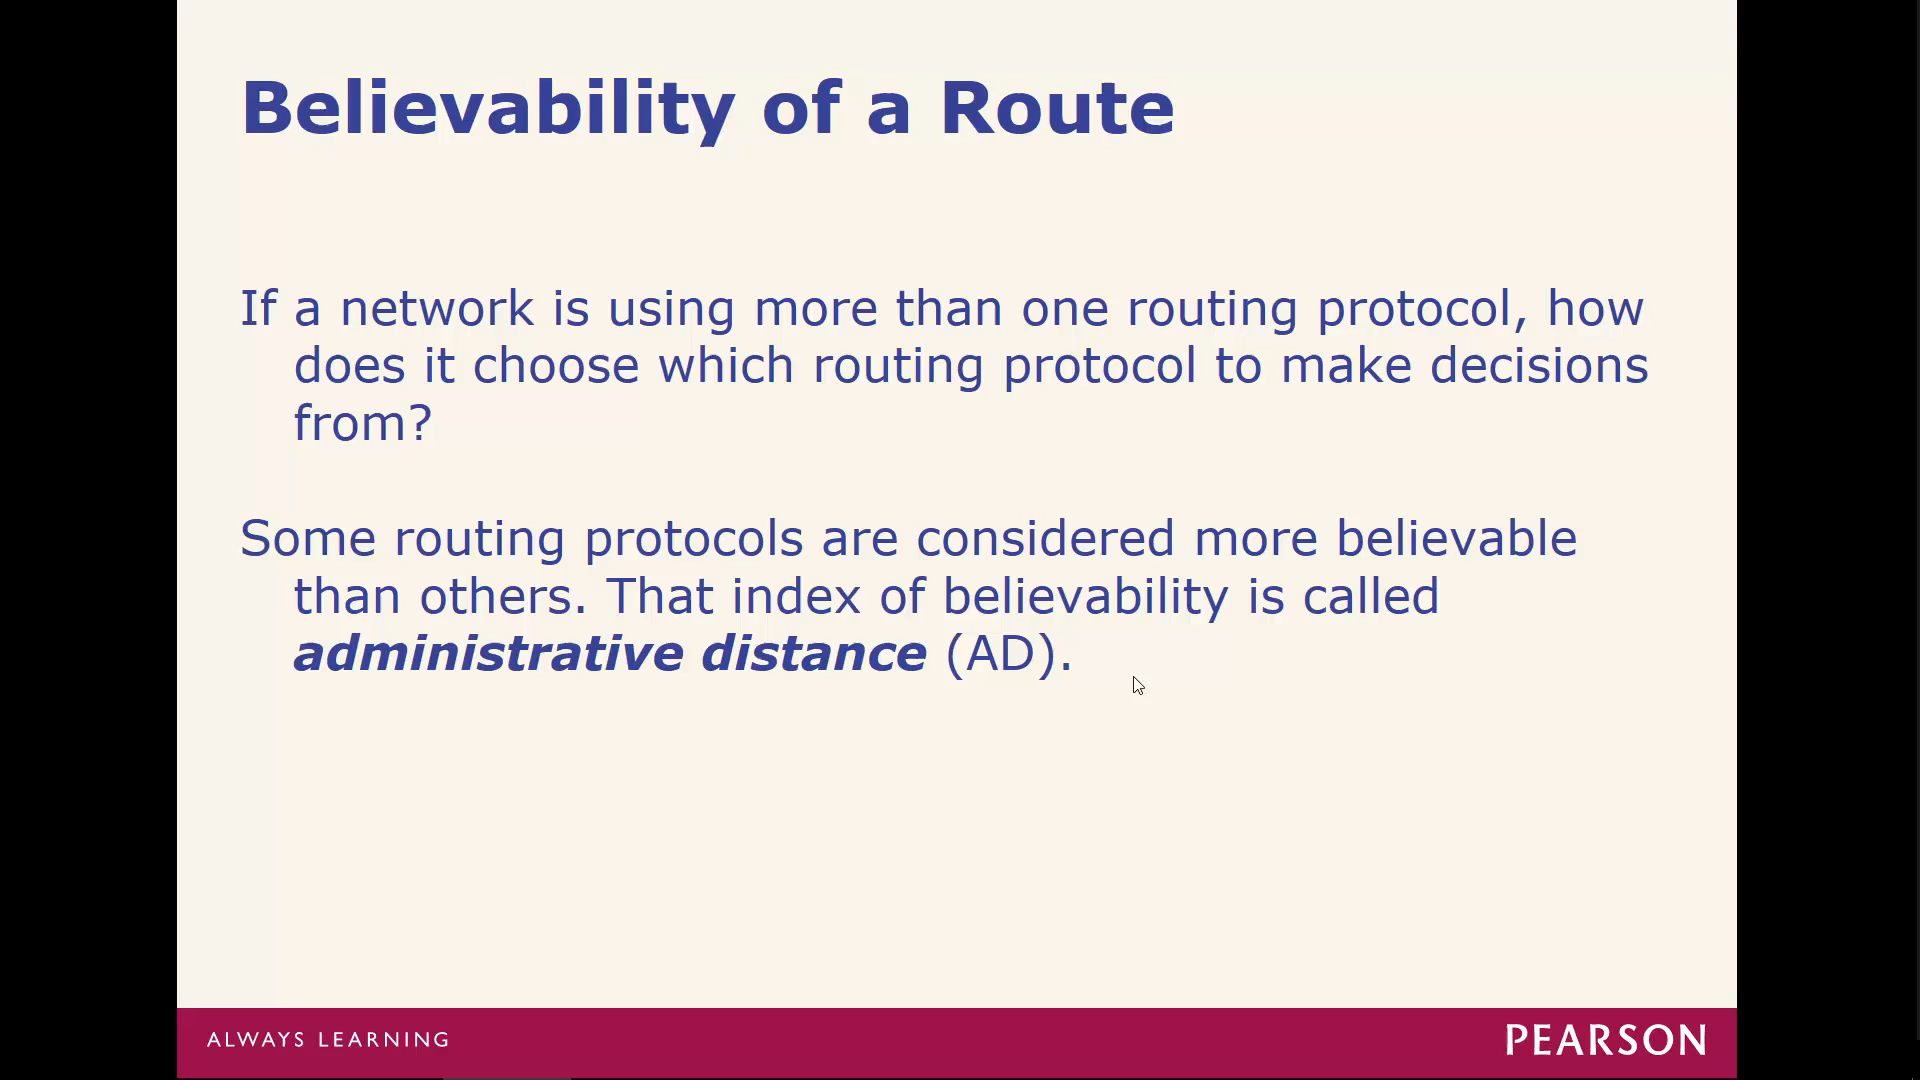 Believability of a Route
If a network is using more than one routing protocol, how
does it choose which routing protocol to make decisions
from?
Some routing protocols are considered more believable
than others. That index of believability is called
administrative distance (AD).
ALWAYS LEARNING
PEARSON